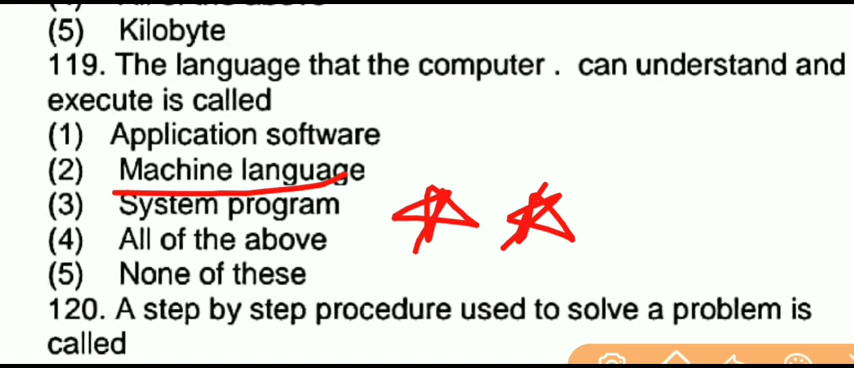 (5) Kilobyte
119. The language that the computer . can understand and
execute is called
(1) Application software
(2) Machine language
(3) System program
(4) All of the above
(5) None of these
120. A step by step procedure used to solve a problem is
called